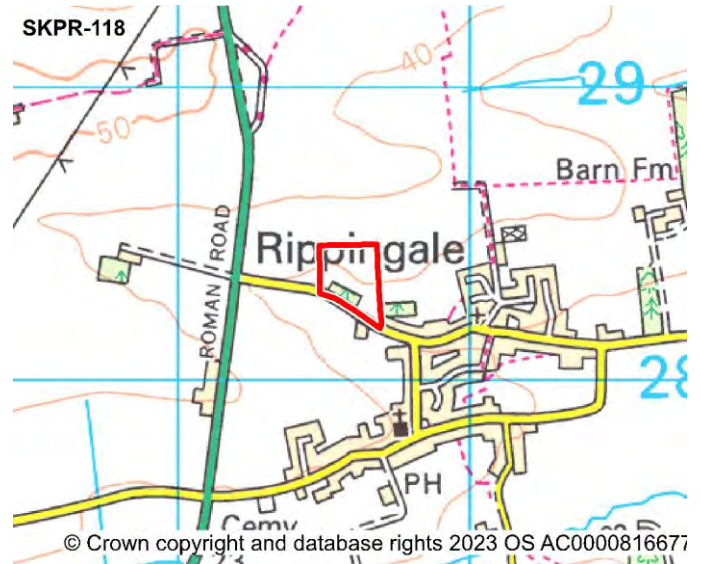 SKPR-118
40
29
50
Barn Fm
ROMAN ROAD
Rippingale
28
PH
Cemy
23
© Crown copyright and database rights 2023 OS AC0000816677